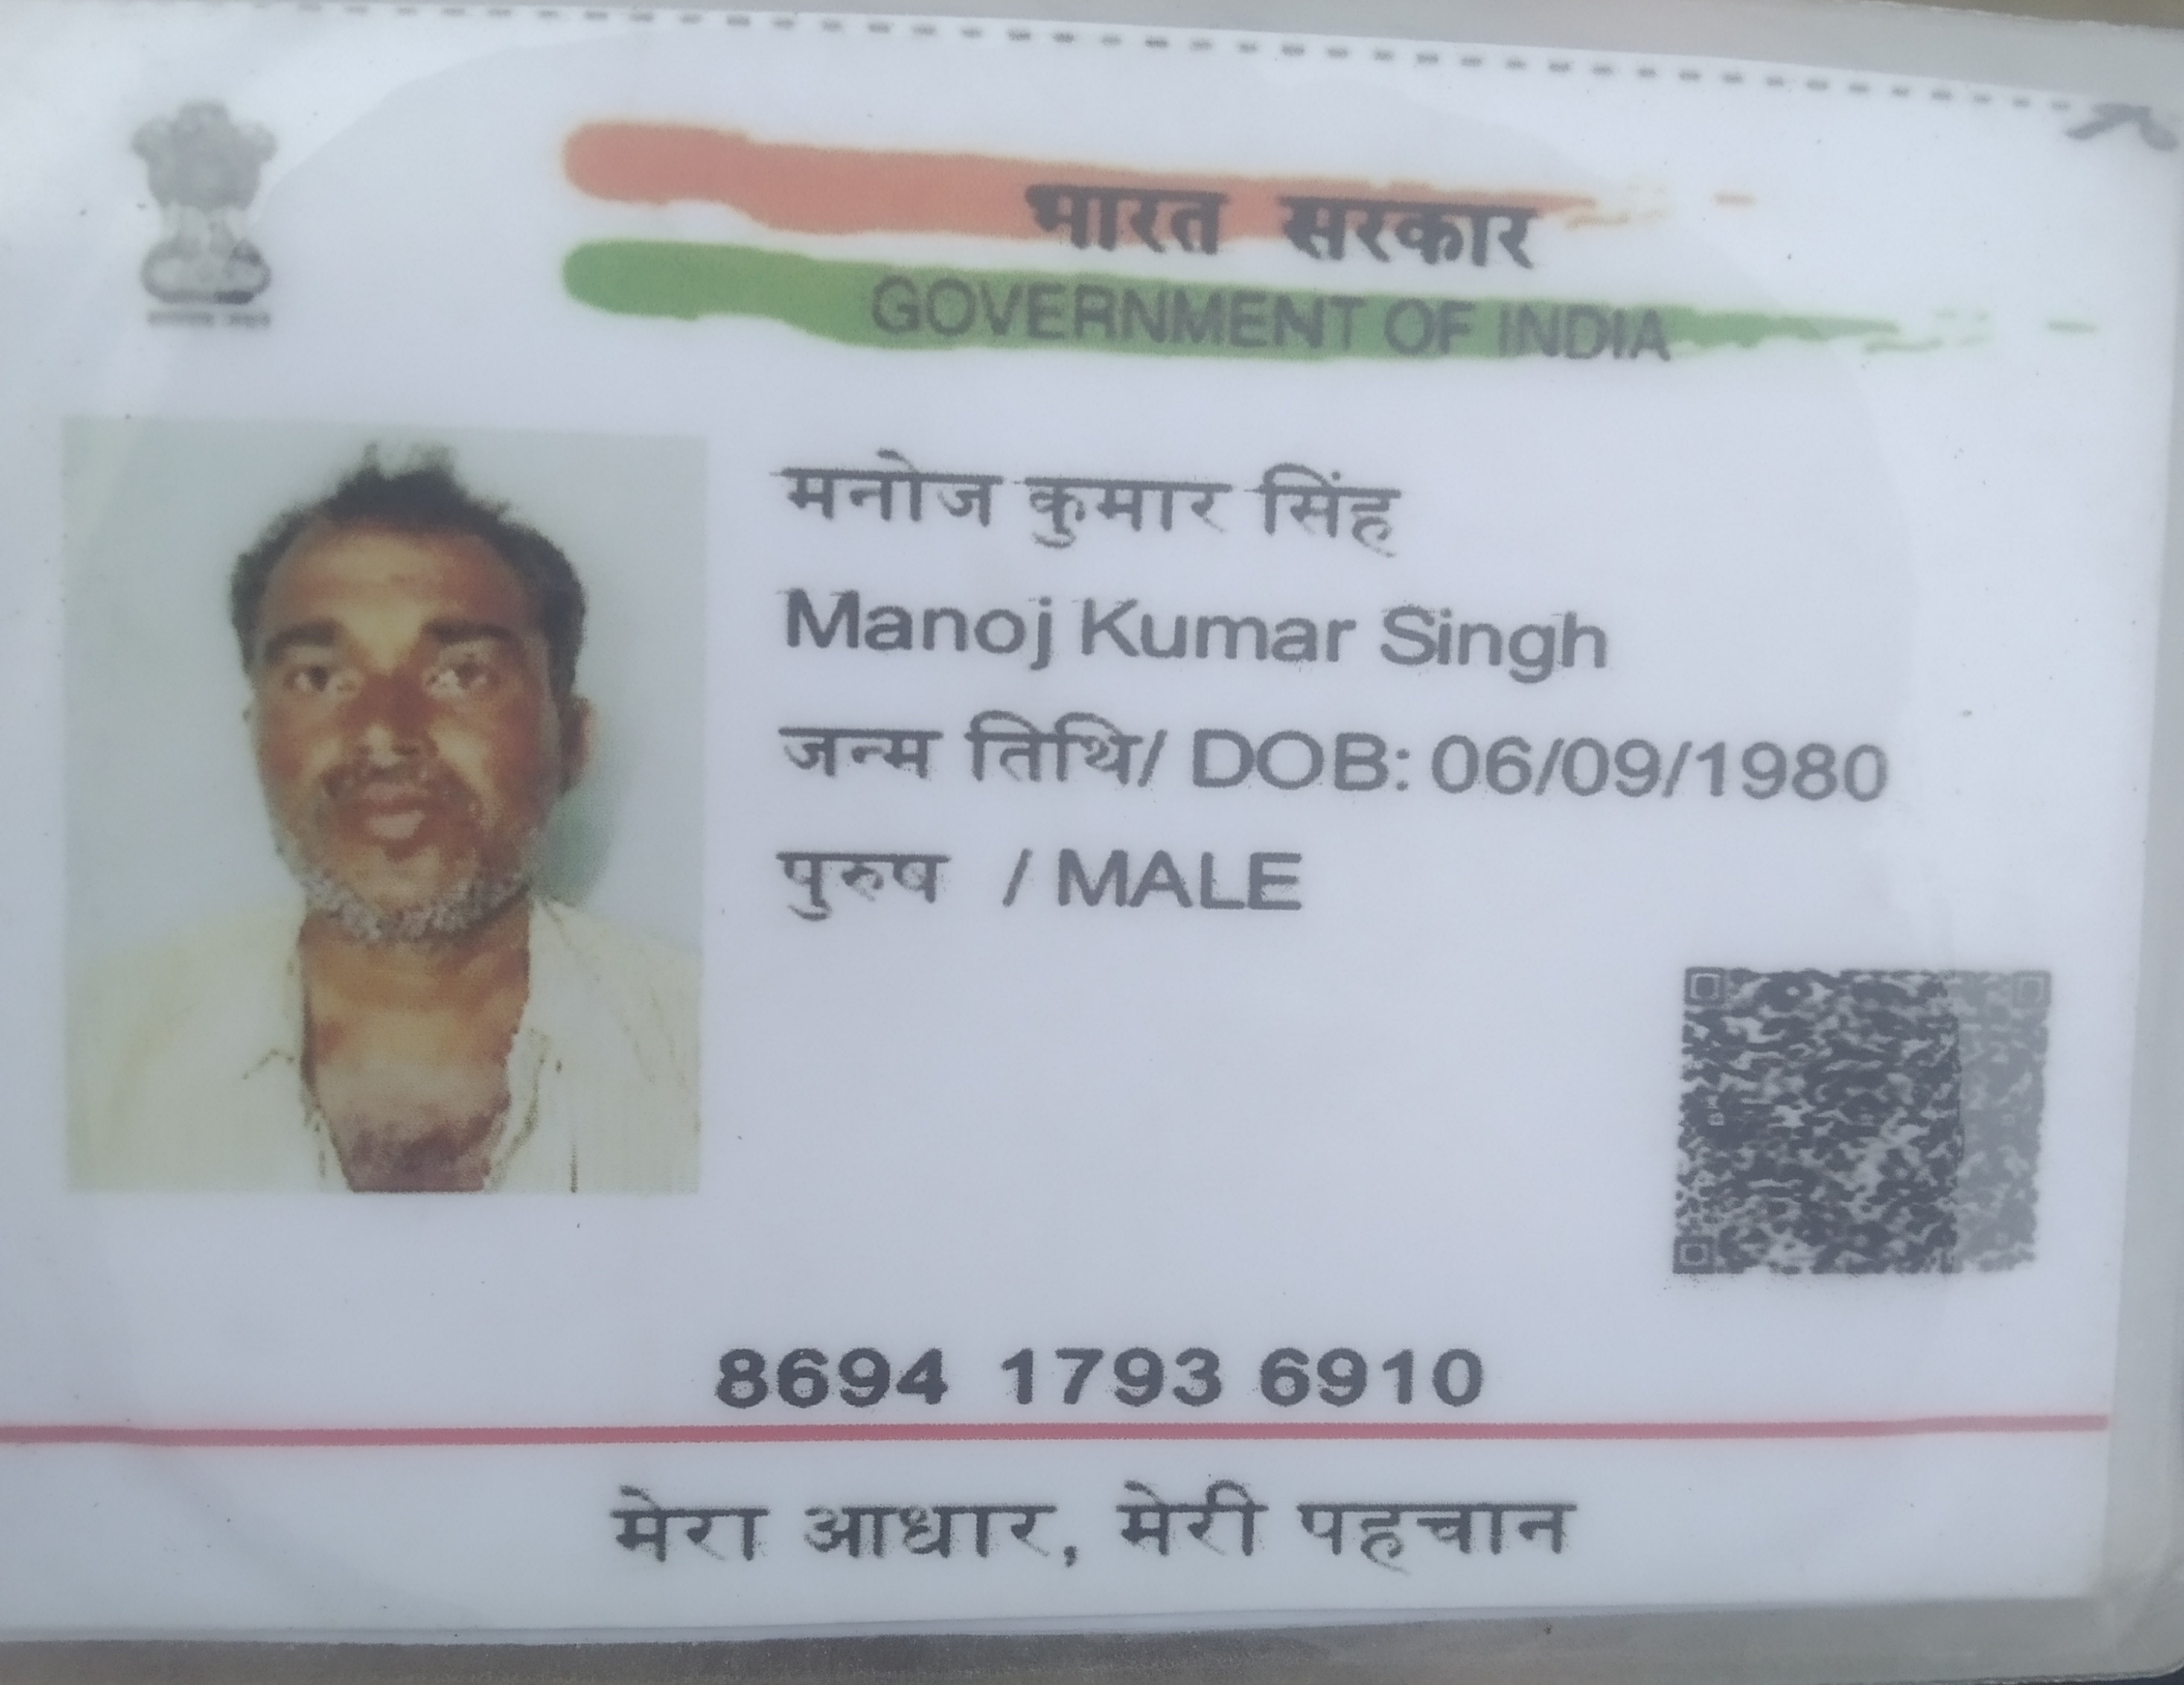 भारत सरकार
GOVERNMENT OF INDIA
मनोज कुमार सिंह
Manoj Kumar Singh
जन्म तिथि/ DOB: 06/09/1980
पुरुष / MALE
8694 1793 6910
मेरा आधार, मेरी पहचान